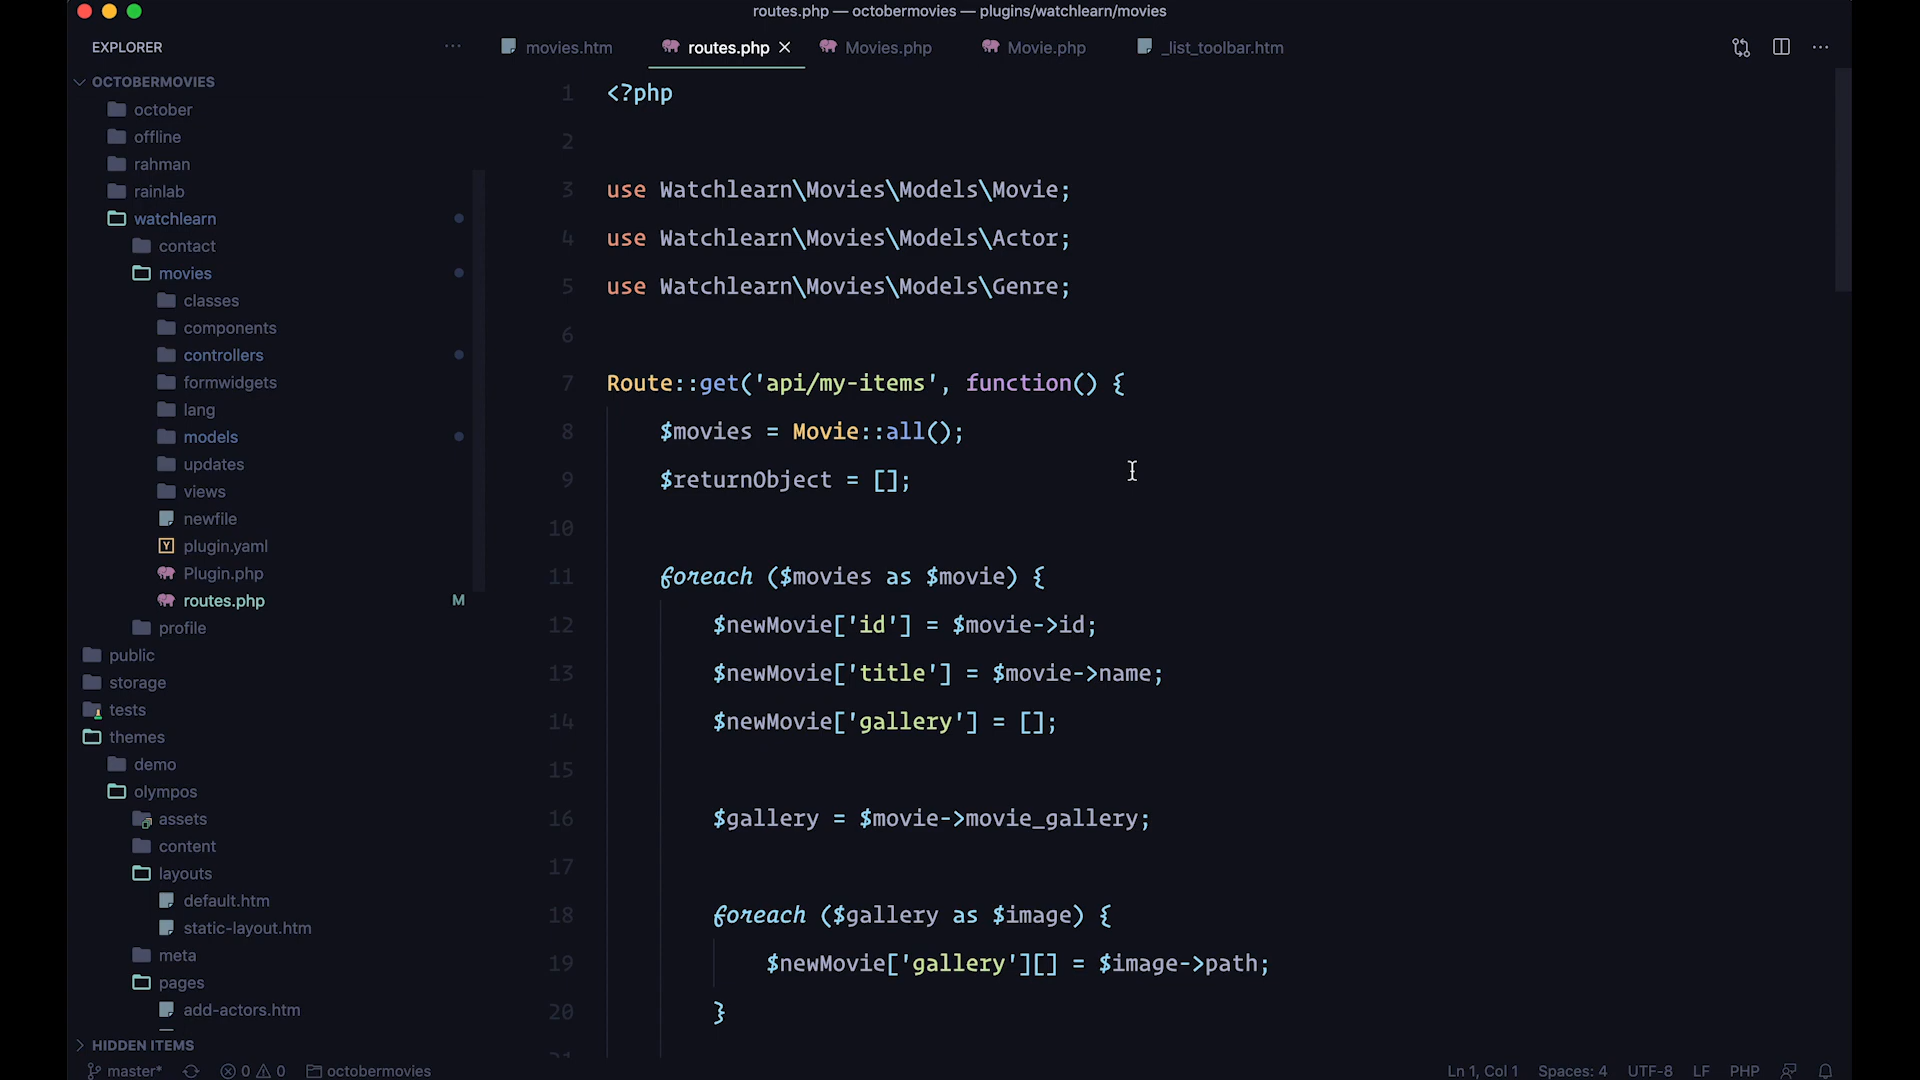 routes.php — octobermovies — plugins/watchlearn/movies
EXPLORER
movies.htm
routes.php
Movies.php
Movie.php
_list_toolbar.htm
OCTOBERMOVIES
october
offline
rahman
rainlab
watchlearn
contact
movies
classes
components
controllers
formwidgets
lang
models
updates
views
newfile
plugin.yaml
Plugin.php
routes.php M
profile
public
storage
tests
themes
demo
olympos
assets
content
layouts
default.htm
static-layout.htm
meta
pages
add-actors.htm
HIDDEN ITEMS
1 <?php
2
3 use Watchlearn\Movies\Models\Movie;
4 use Watchlearn\Movies\Models\Actor;
5 use Watchlearn\Movies\Models\Genre;
6
7 Route::get('api/my-items', function() {
8 $movies = Movie::all();
9 $returnObject = [];
10
11 foreach ($movies as $movie) {
12 $newMovie['id'] = $movie->id;
13 $newMovie['title'] = $movie->name;
14 $newMovie['gallery'] = [];
15
16 $gallery = $movie->movie_gallery;
17
18 foreach ($gallery as $image) {
19 $newMovie['gallery'][] = $image->path;
20 }
master* 0 0 octobermovies
Ln 1, Col 1 Spaces: 4 UTF-8 LF PHP